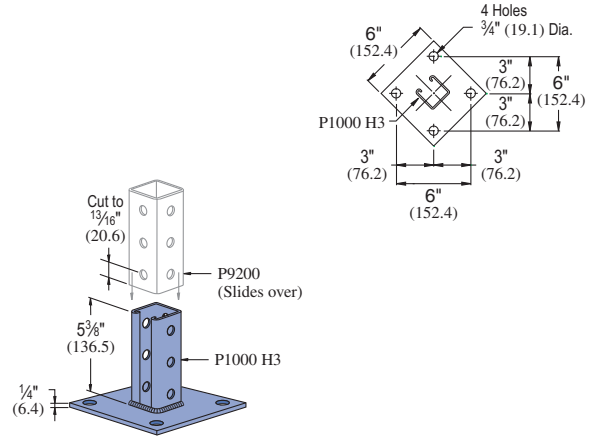 4 Holes
¾" (19.1) Dia.
6"
(152.4)
3"
(76.2)
6"
(152.4)
3"
(76.2)
P1000 H3
3"
(76.2)
3"
(76.2)
6"
(152.4)
Cut to
13⁄16"
(20.6)
P9200
(Slides over)
5⅜"
(136.5)
P1000 H3
¼"
(6.4)